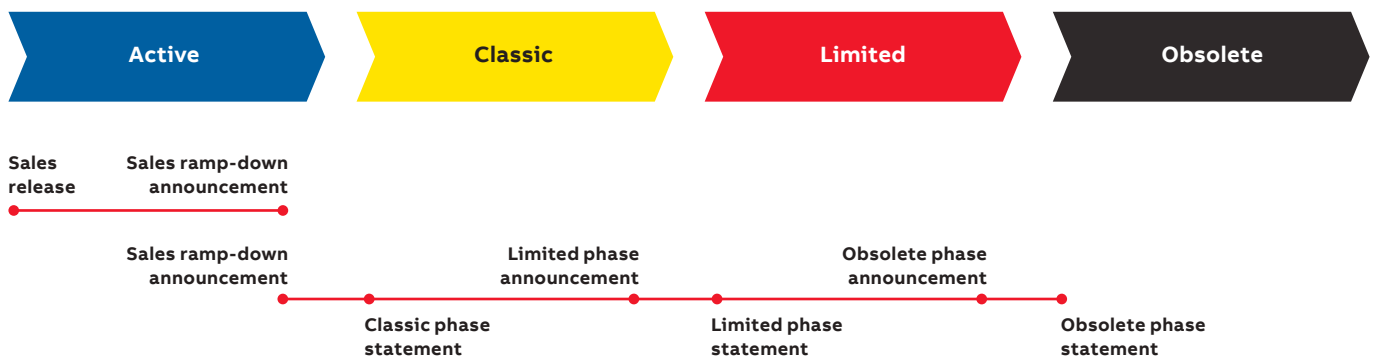 Active
Classic
Limited
Obsolete
Sales
release
Sales ramp-down
announcement
Sales ramp-down
announcement
Limited phase
announcement
Obsolete phase
announcement
Classic phase
statement
Limited phase
statement
Obsolete phase
statement